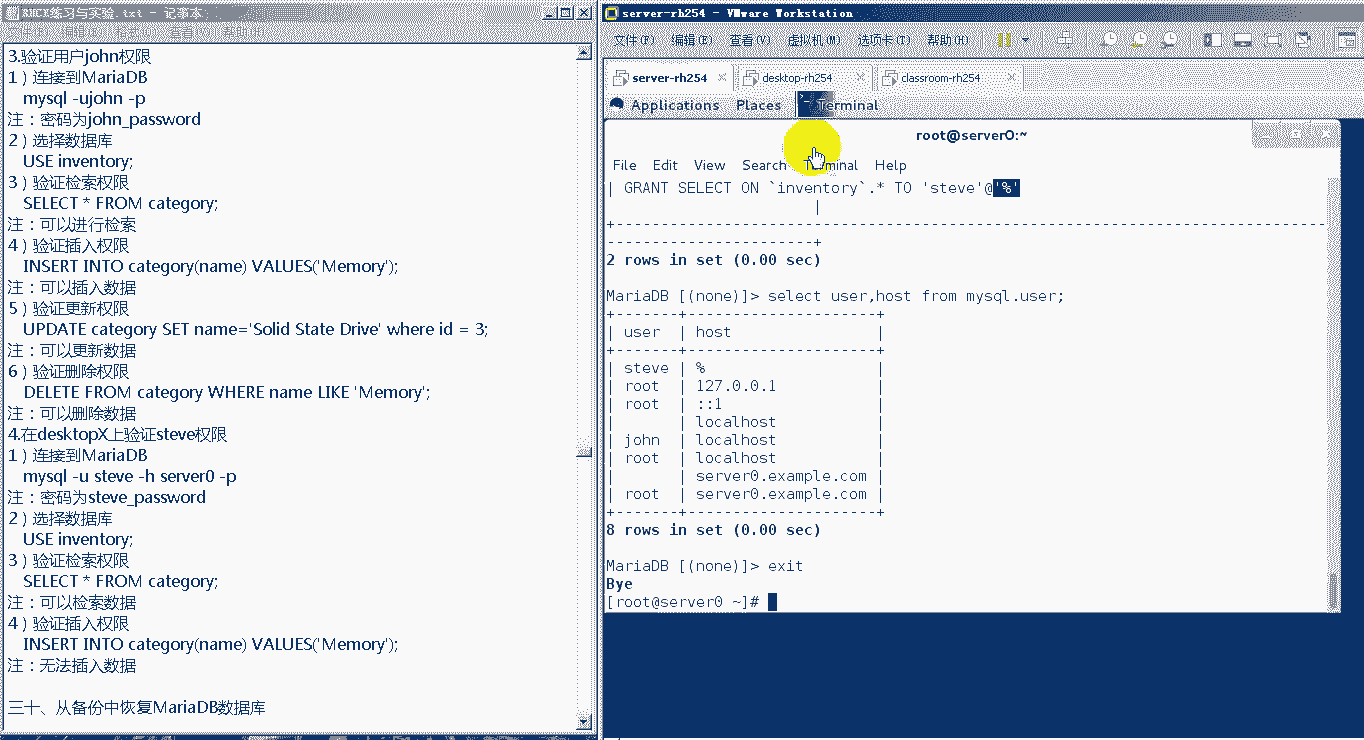 RHCE练习与实验.txt - 记事本
文件(F) 编辑(E) 格式(O) 查看(V) 帮助(H)
3.验证用户john权限
1）连接到MariaDB
mysql -ujohn -p
注：密码为john_password
2）选择数据库
USE inventory;
3）验证检索权限
SELECT * FROM category;
注：可以进行检索
4）验证插入权限
INSERT INTO category(name) VALUES('Memory');
注：可以插入数据
5）验证更新权限
UPDATE category SET name='Solid State Drive' where id = 3;
注：可以更新数据
6）验证删除权限
DELETE FROM category WHERE name LIKE 'Memory';
注：可以删除数据
4.在desktopX上验证steve权限
1）连接到MariaDB
mysql -u steve -h server0 -p
注：密码为steve_password
2）选择数据库
USE inventory;
3）验证检索权限
SELECT * FROM category;
注：可以检索数据
4）验证插入权限
INSERT INTO category(name) VALUES('Memory');
注：无法插入数据
三十、从备份中恢复MariaDB数据库
server-rh254 - VMware Workstation
文件(F) 编辑(E) 查看(V) 虚拟机(M) 选项卡(T) 帮助(H)
server-rh254 desktop-rh254 classroom-rh254
Applications Places Terminal
root@server0:~
File Edit View Search Terminal Help
| GRANT SELECT ON `inventory`.* TO 'steve'@'%'
|
+-------------------------------------------------------------------------------
-----------------------+
2 rows in set (0.00 sec)
MariaDB [(none)]> select user,host from mysql.user;
+-------+---------------------+
| user  | host                |
+-------+---------------------+
| steve | %                   |
| root  | 127.0.0.1           |
| root  | ::1                 |
|       | localhost           |
| john  | localhost           |
| root  | localhost           |
|       | server0.example.com |
| root  | server0.example.com |
+-------+---------------------+
8 rows in set (0.00 sec)
MariaDB [(none)]> exit
Bye
[root@server0 ~]#